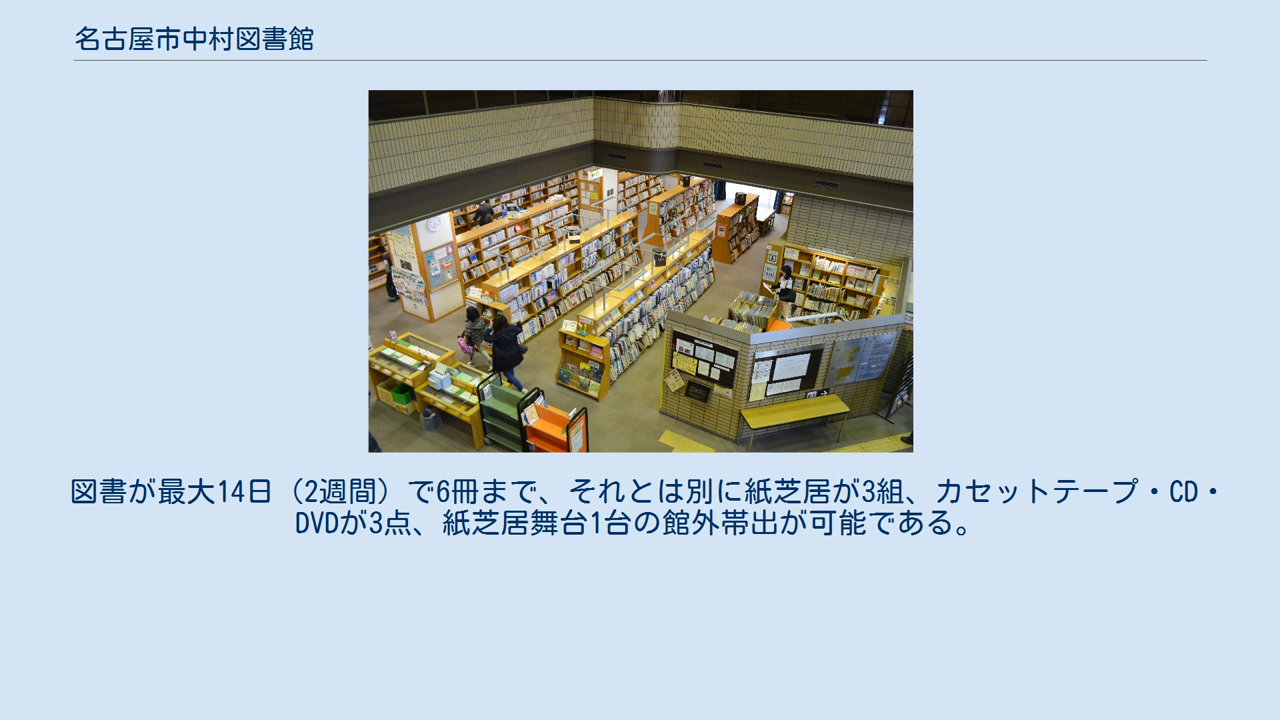 名古屋市中村図書館
図書が最大14日（2週間）で6冊まで、それとは別に紙芝居が3組、カセットテープ・CD・
DVDが3点、紙芝居舞台1台の館外帯出が可能である。